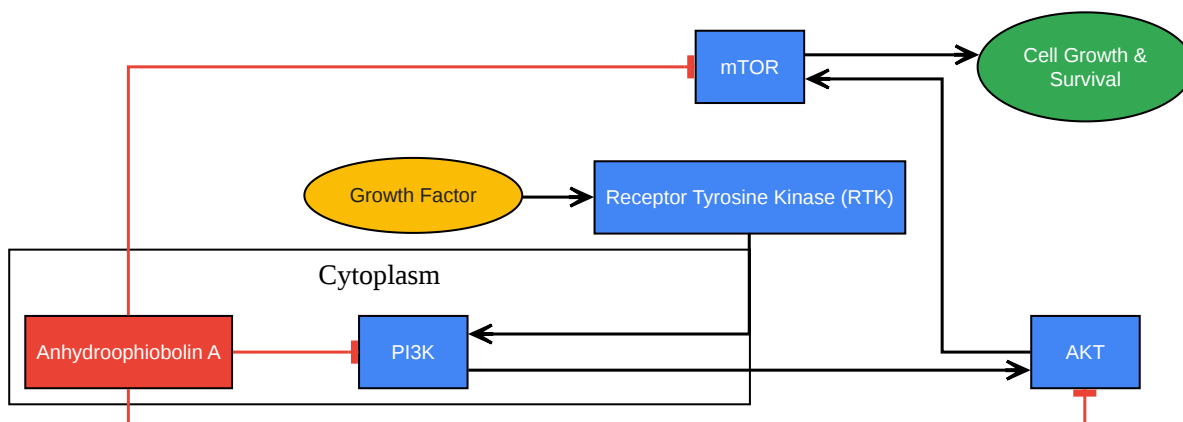 mTOR
Cell Growth &
Survival
Growth Factor
Receptor Tyrosine Kinase (RTK)
Cytoplasm
Anhydroophiobolin A
PI3K
AKT